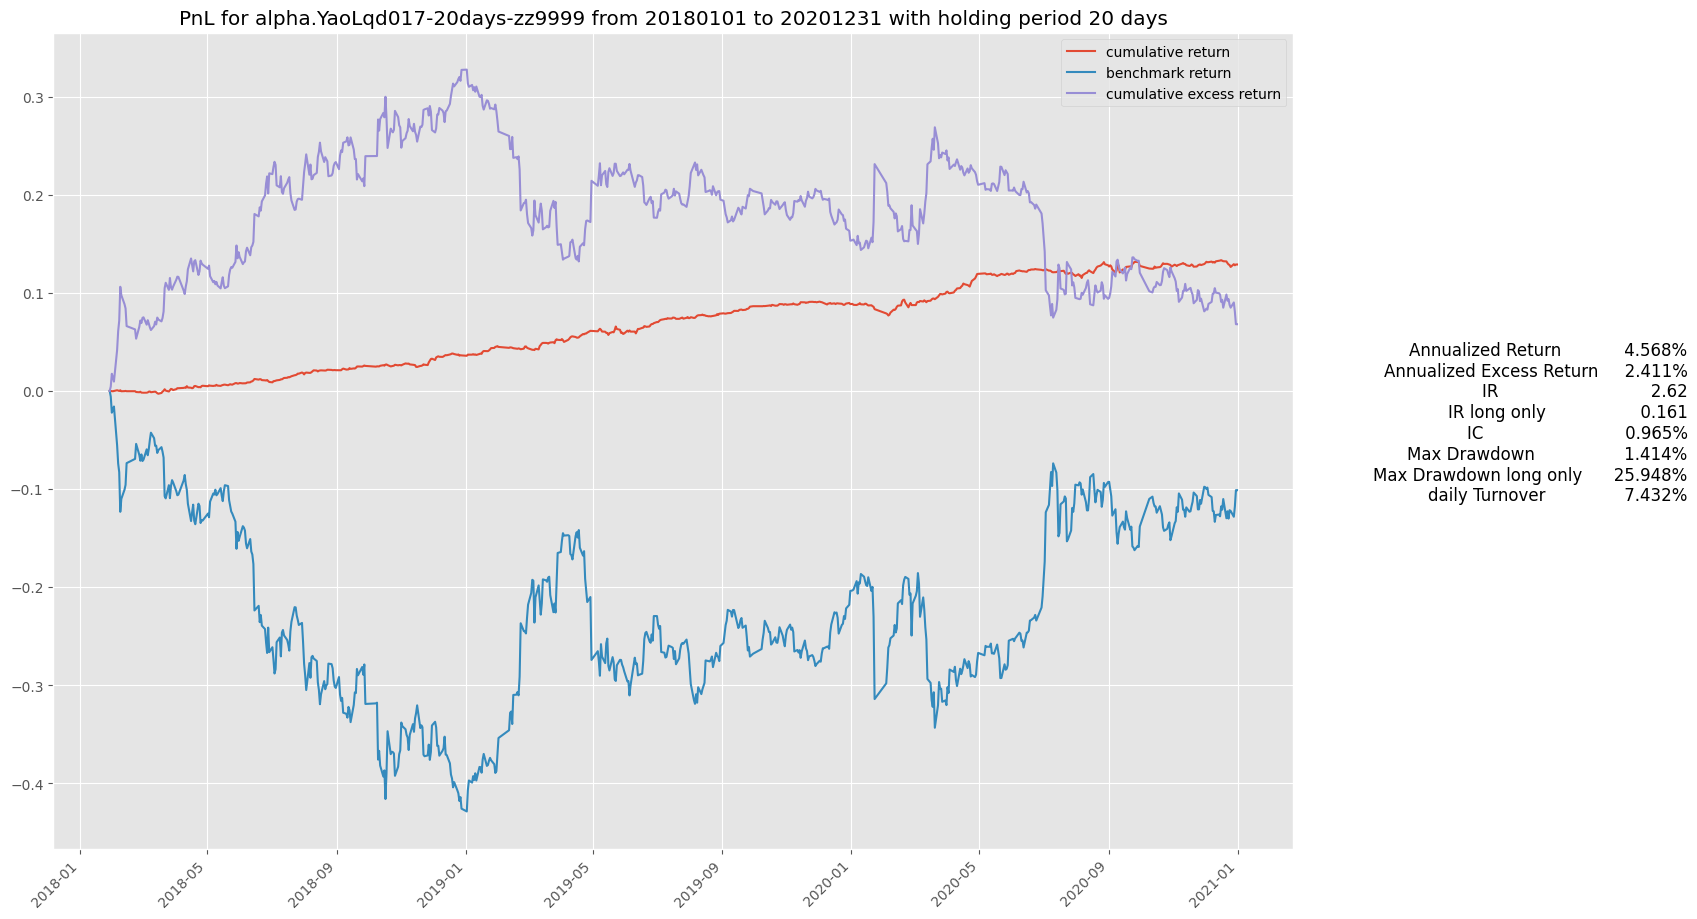 PnL for alpha.YaoLqd017-20days-zz9999 from 20180101 to 20201231 with holding period 20 days
cumulative return
benchmark return
cumulative excess return
0.3
0.2
0.1
0.0
−0.1
−0.2
−0.3
−0.4
2018-01
2018-05
2018-09
2019-01
2019-05
2019-09
2020-01
2020-05
2020-09
2021-01
Annualized Return 4.568%
Annualized Excess Return 2.411%
IR 2.62
IR long only 0.161
IC 0.965%
Max Drawdown 1.414%
Max Drawdown long only 25.948%
daily Turnover 7.432%